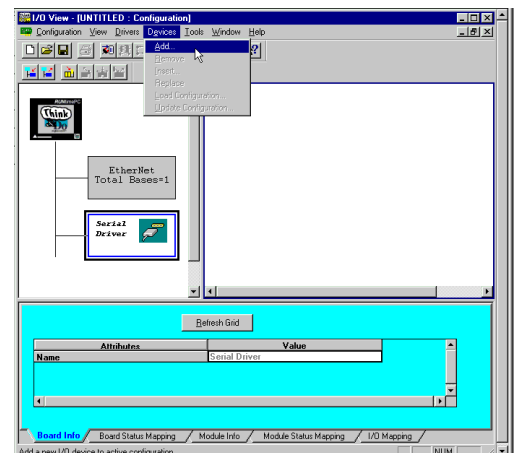 I/O View - [UNTITLED : Configuration]
Configuration View Drivers Devices Tools Window Help
Add...
Remove
Insert...
Replace
Load Configuration...
Update Configuration...
Think
&Do
EtherNet
Total Bases=1
Serial
Driver
Refresh Grid
Attributes Value
Name Serial Driver
Board Info Board Status Mapping Module Info Module Status Mapping I/O Mapping
Add a new I/O device to active configuration NUM